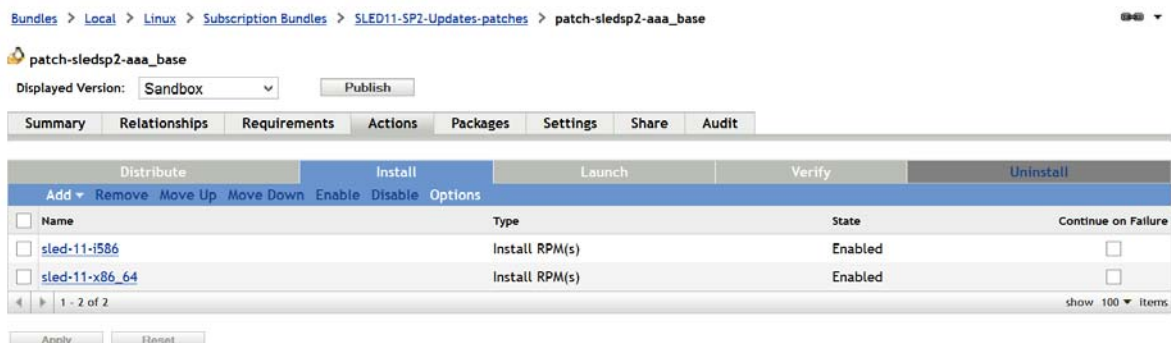 Bundles > Local > Linux > Subscription Bundles > SLED11-SP2-Updates-patches > patch-sledsp2-aaa_base
patch-sledsp2-aaa_base
Displayed Version: Sandbox Publish
Summary Relationships Requirements Actions Packages Settings Share Audit
Distribute Install Launch Verify Uninstall
Add Remove Move Up Move Down Enable Disable Options
Name Type State Continue on Failure
sled-11-i586 Install RPM(s) Enabled
sled-11-x86_64 Install RPM(s) Enabled
1 - 2 of 2 show 100 items
Apply Reset